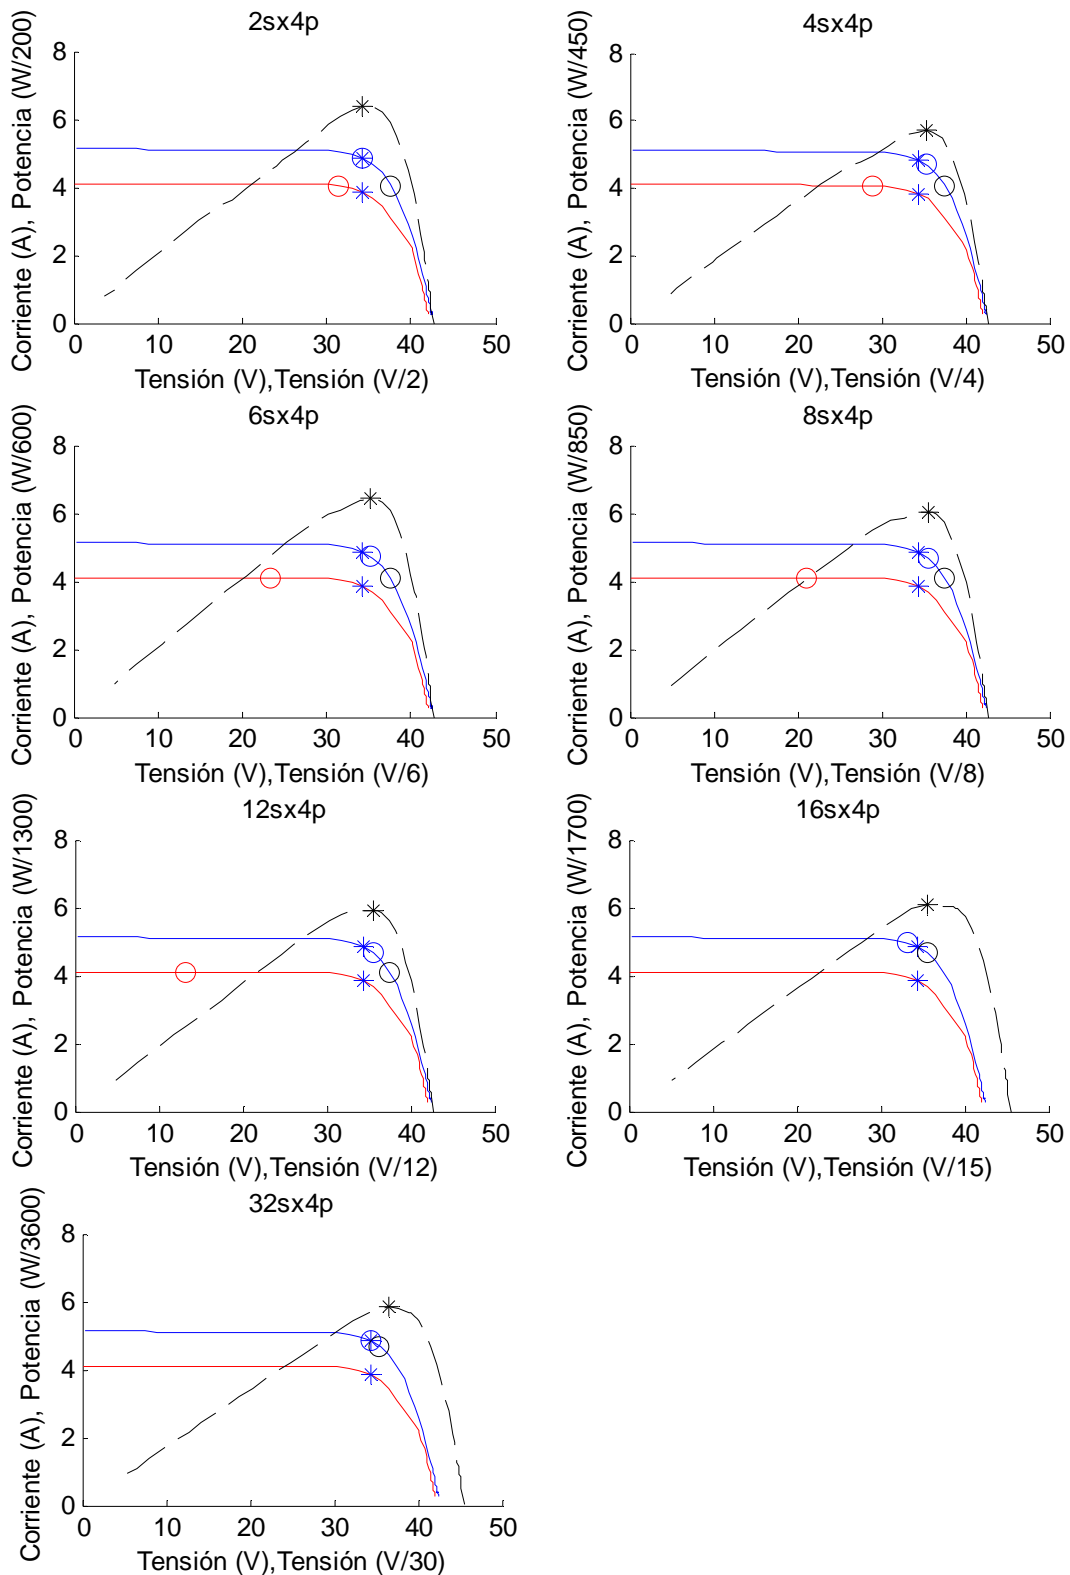 2sx4p
Corriente (A), Potencia (W/200)
8
6
4
2
0
0 10 20 30 40 50
Tensión (V),Tensión (V/2)
4sx4p
Corriente (A), Potencia (W/450)
8
6
4
2
0
0 10 20 30 40 50
Tensión (V),Tensión (V/4)
6sx4p
Corriente (A), Potencia (W/600)
8
6
4
2
0
0 10 20 30 40 50
Tensión (V),Tensión (V/6)
8sx4p
Corriente (A), Potencia (W/850)
8
6
4
2
0
0 10 20 30 40 50
Tensión (V),Tensión (V/8)
12sx4p
Corriente (A), Potencia (W/1300)
8
6
4
2
0
0 10 20 30 40 50
Tensión (V),Tensión (V/12)
16sx4p
Corriente (A), Potencia (W/1700)
8
6
4
2
0
0 10 20 30 40 50
Tensión (V),Tensión (V/15)
32sx4p
Corriente (A), Potencia (W/3600)
8
6
4
2
0
0 10 20 30 40 50
Tensión (V),Tensión (V/30)